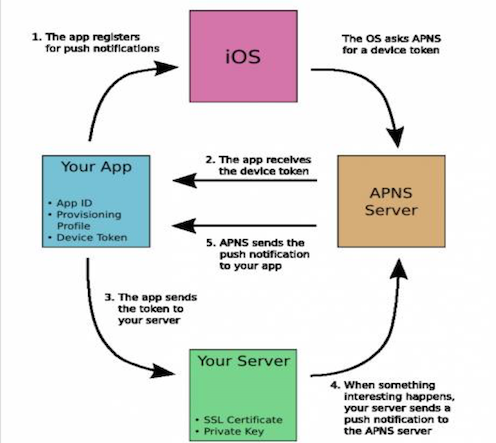 1. The app registers
for push notifications
iOS
The OS asks APNS
for a device token
Your App
• App ID
• Provisioning
Profile
• Device Token
2. The app receives
the device token
APNS
Server
5. APNS sends the
push notification
to your app
3. The app sends
the token to
your server
Your Server
• SSL Certificate
• Private Key
4. When something
interesting happens,
your server sends a
push notification to
the APNS server